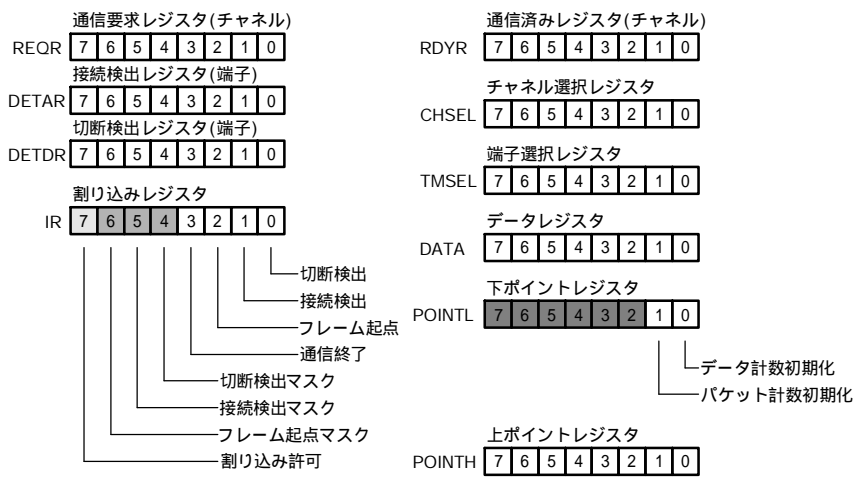 通信要求レジスタ(チャネル)
REQR 7 6 5 4 3 2 1 0
接続検出レジスタ(端子)
DETAR 7 6 5 4 3 2 1 0
切断検出レジスタ(端子)
DETDR 7 6 5 4 3 2 1 0
割り込みレジスタ
IR 7 6 5 4 3 2 1 0
切断検出
接続検出
フレーム起点
通信終了
切断検出マスク
接続検出マスク
フレーム起点マスク
割り込み許可
通信済みレジスタ(チャネル)
RDYR 7 6 5 4 3 2 1 0
チャネル選択レジスタ
CHSEL 7 6 5 4 3 2 1 0
端子選択レジスタ
TMSEL 7 6 5 4 3 2 1 0
データレジスタ
DATA 7 6 5 4 3 2 1 0
下ポイントレジスタ
POINTL 7 6 5 4 3 2 1 0
データ計数初期化
パケット計数初期化
上ポイントレジスタ
POINTH 7 6 5 4 3 2 1 0